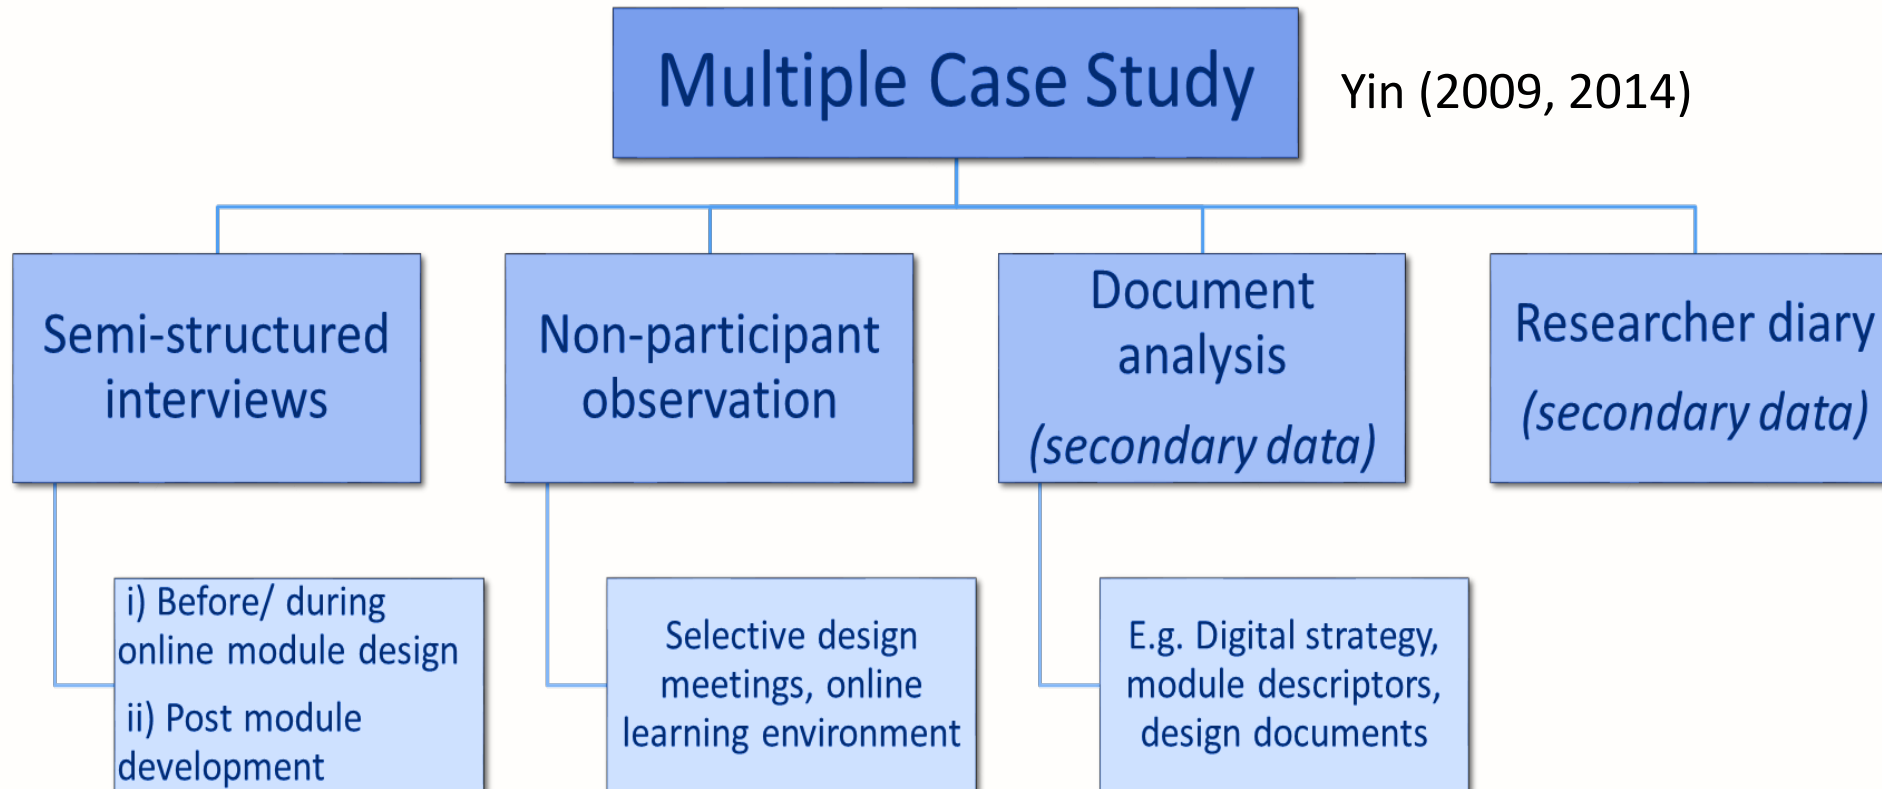 Multiple Case Study
Yin (2009, 2014)
Semi-structured
interviews
Non-participant
observation
Document
analysis
(secondary data)
Researcher diary
(secondary data)
i) Before/ during
online module design
ii) Post module
development
Selective design
meetings, online
learning environment
E.g. Digital strategy,
module descriptors,
design documents